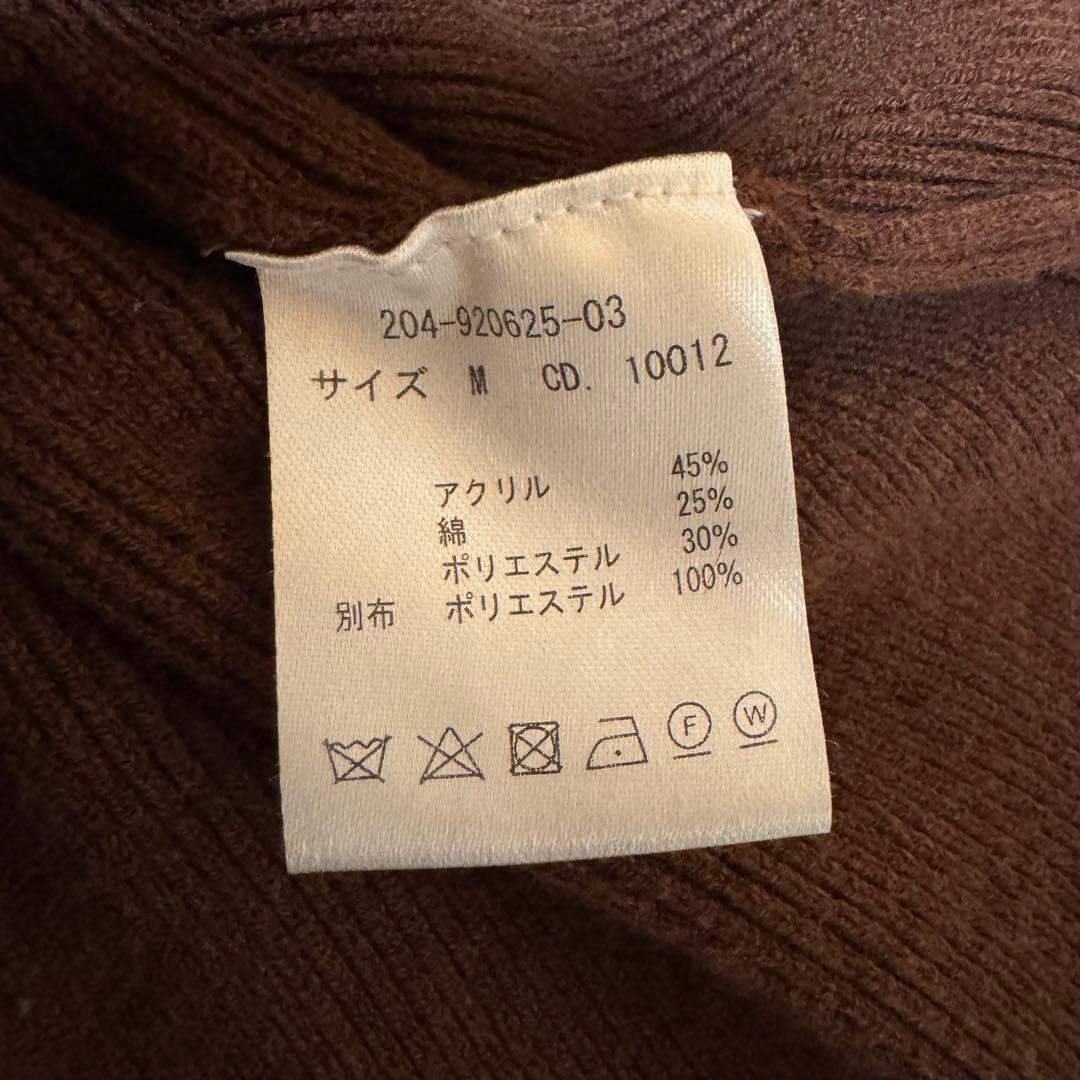 204-920625-03
サイズ M CD. 10012
アクリル 45%
綿 25%
ポリエステル 30%
別布 ポリエステル 100%
F W